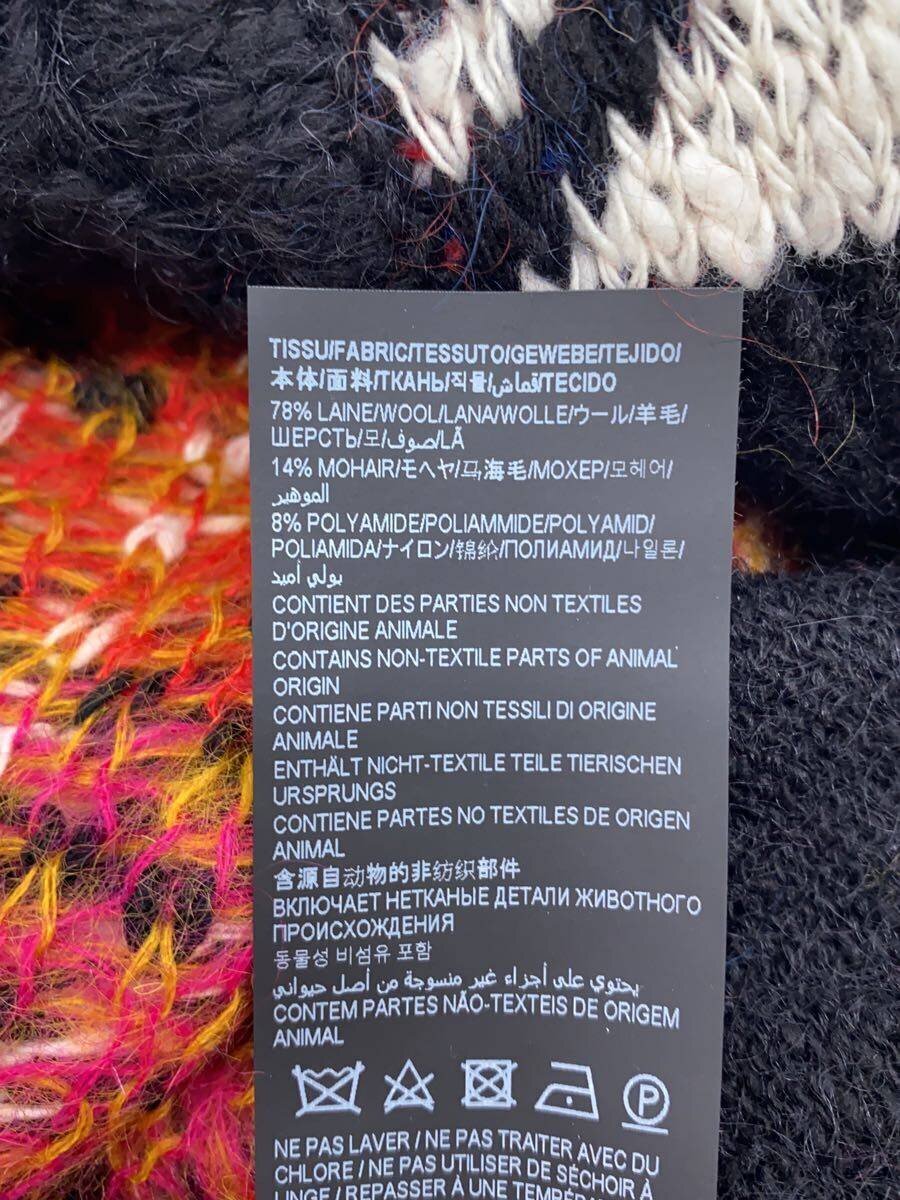 TISSU/FABRIC/TESSUTO/GEWEBE/TEJIDO/
本体/面料/ТКАНЬ/직물/قماش/TECIDO
78% LAINE/WOOL/LANA/WOLLE/ウール/羊毛/
ШЕРСТЬ/모/صوف/LÃ
14% MOHAIR/モヘヤ/马海毛/МОХЕР/모헤어/
الموهير
8% POLYAMIDE/POLIAMMIDE/POLYAMID/
POLIAMIDA/ナイロン/锦纶/ПОЛИАМИД/나일론/
بولي أميد
CONTIENT DES PARTIES NON TEXTILES
D'ORIGINE ANIMALE
CONTAINS NON-TEXTILE PARTS OF ANIMAL
ORIGIN
CONTIENE PARTI NON TESSILI DI ORIGINE
ANIMALE
ENTHÄLT NICHT-TEXTILE TEILE TIERISCHEN
URSPRUNGS
CONTIENE PARTES NO TEXTILES DE ORIGEN
ANIMAL
含源自动物的非纺织部件
ВКЛЮЧАЕТ НЕТКАНЫЕ ДЕТАЛИ ЖИВОТНОГО
ПРОИСХОЖДЕНИЯ
동물성 비섬유 포함
يحتوي على أجزاء غير منسوجة من أصل حيواني
CONTEM PARTES NÃO-TEXTEIS DE ORIGEM
ANIMAL
P
NE PAS LAVER / NE PAS TRAITER AVEC DU
CHLORE / NE PAS UTILISER DE SÉCHOIR À
LINGE / REPASSER À UNE TEMPÉRA